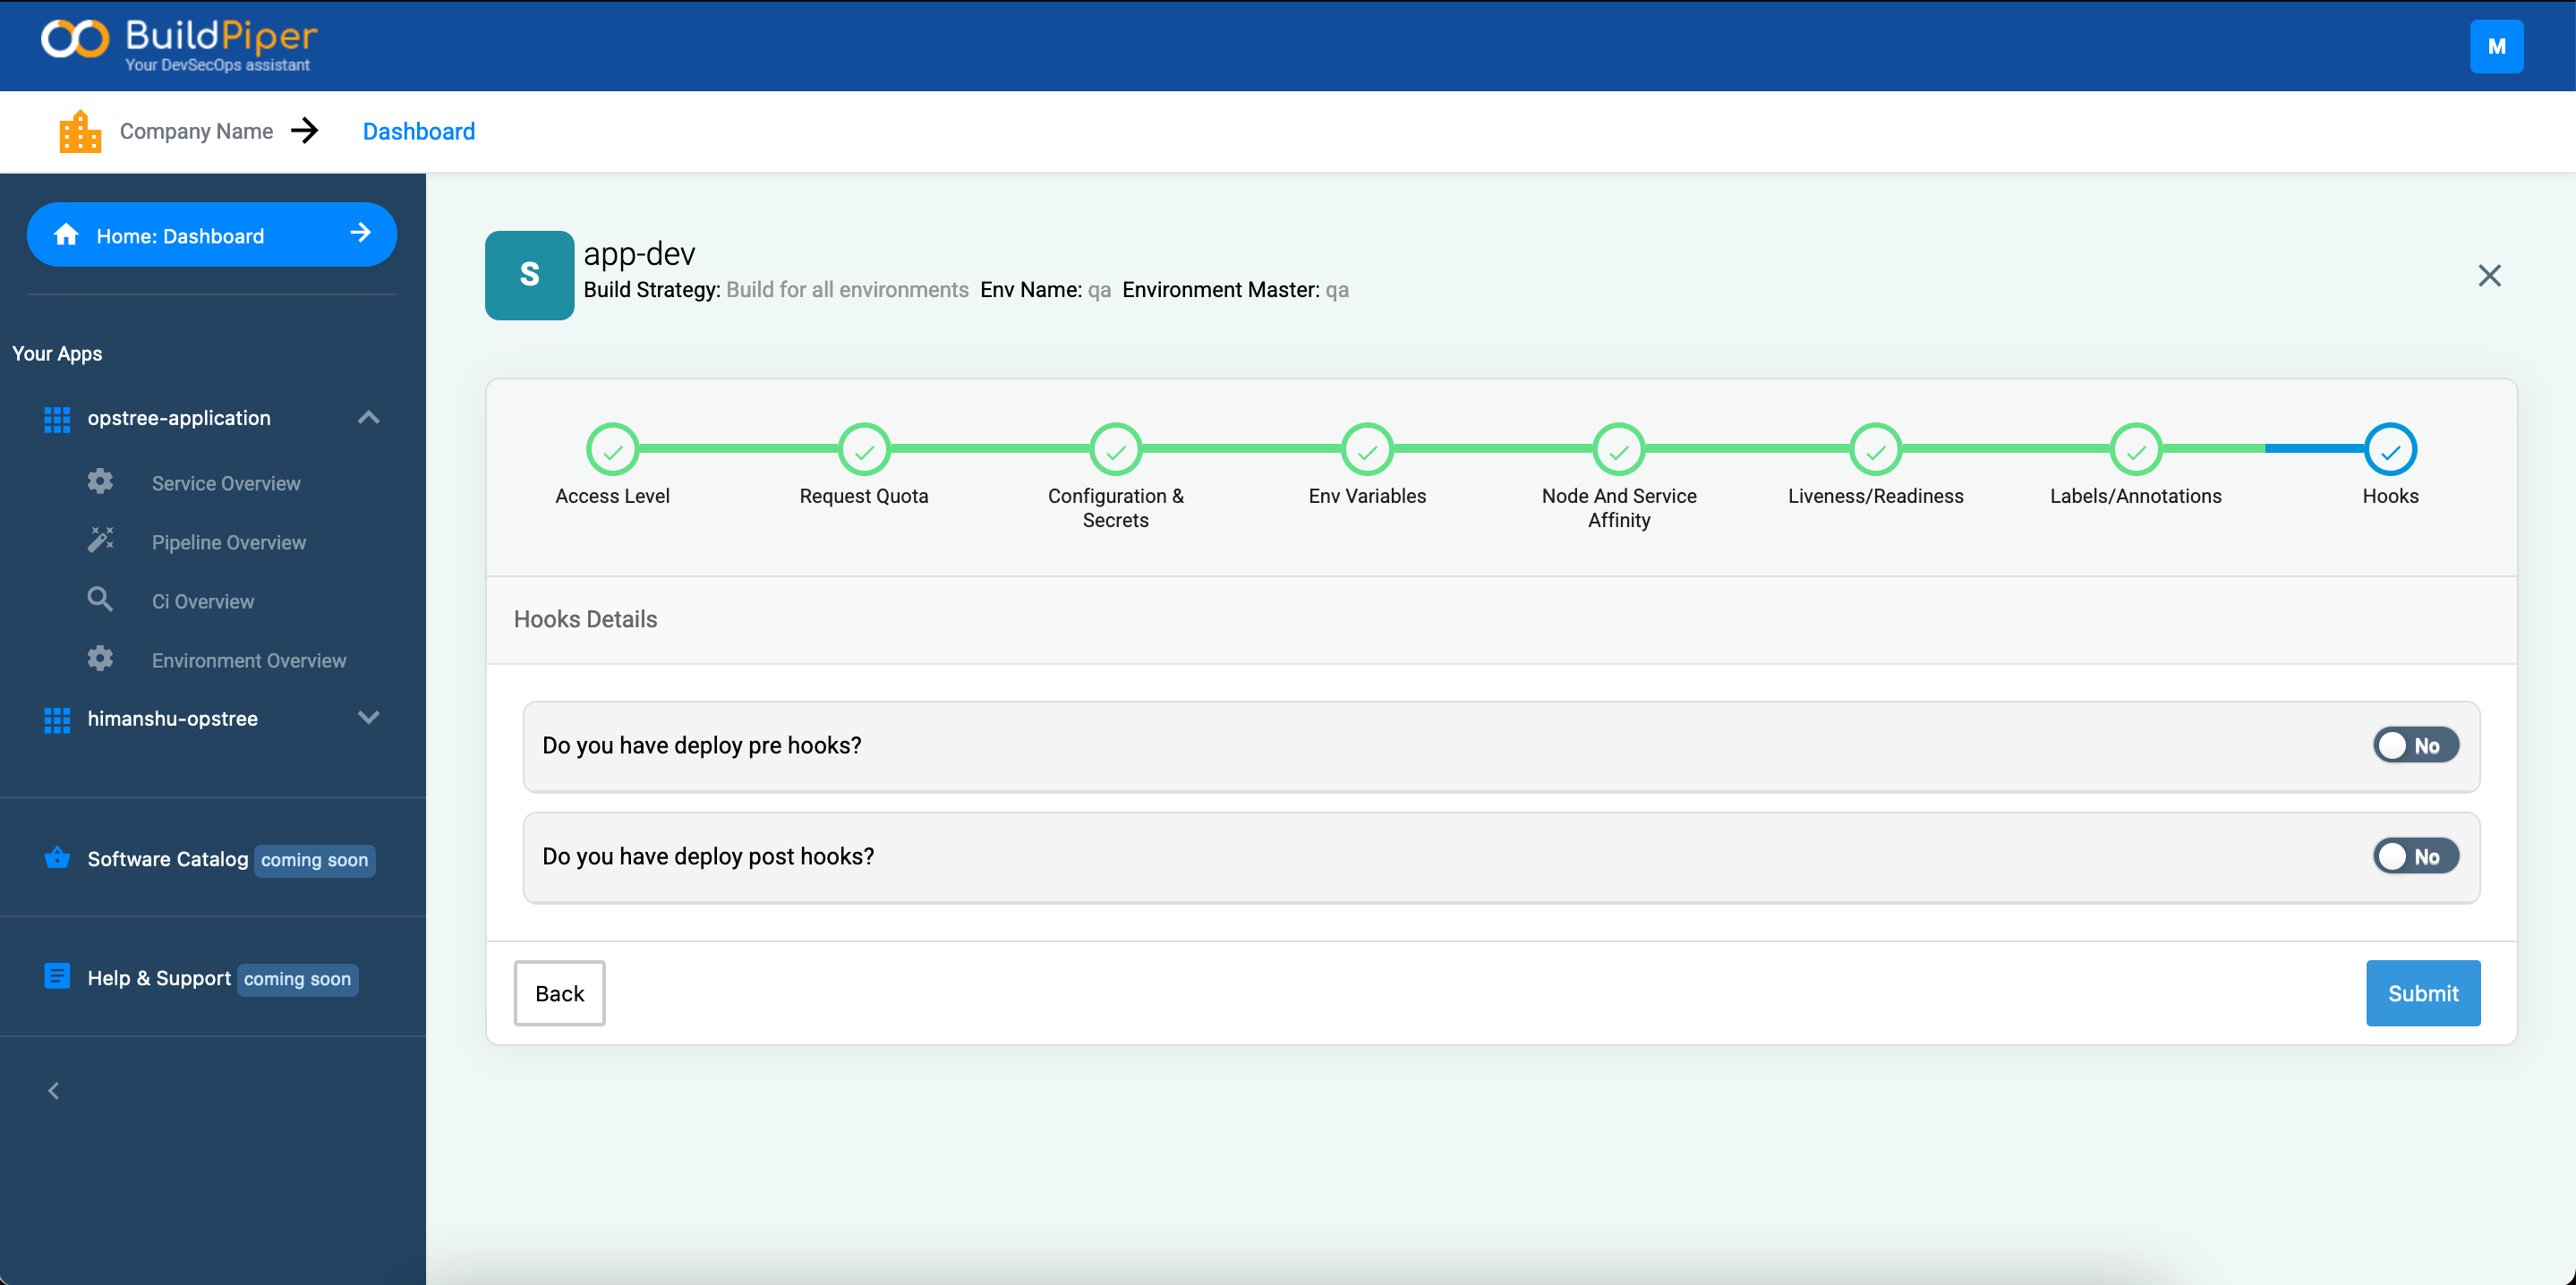 BuildPiper
Your DevSecOps assistant
M
Company Name
Dashboard
Home: Dashboard
Your Apps
opstree-application
Service Overview
Pipeline Overview
Ci Overview
Environment Overview
himanshu-opstree
Software Catalog coming soon
Help & Support coming soon
S
app-dev
Build Strategy: Build for all environments Env Name: qa Environment Master: qa
Access Level
Request Quota
Configuration &
Secrets
Env Variables
Node And Service
Affinity
Liveness/Readiness
Labels/Annotations
Hooks
Hooks Details
Do you have deploy pre hooks?
No
Do you have deploy post hooks?
No
Back
Submit